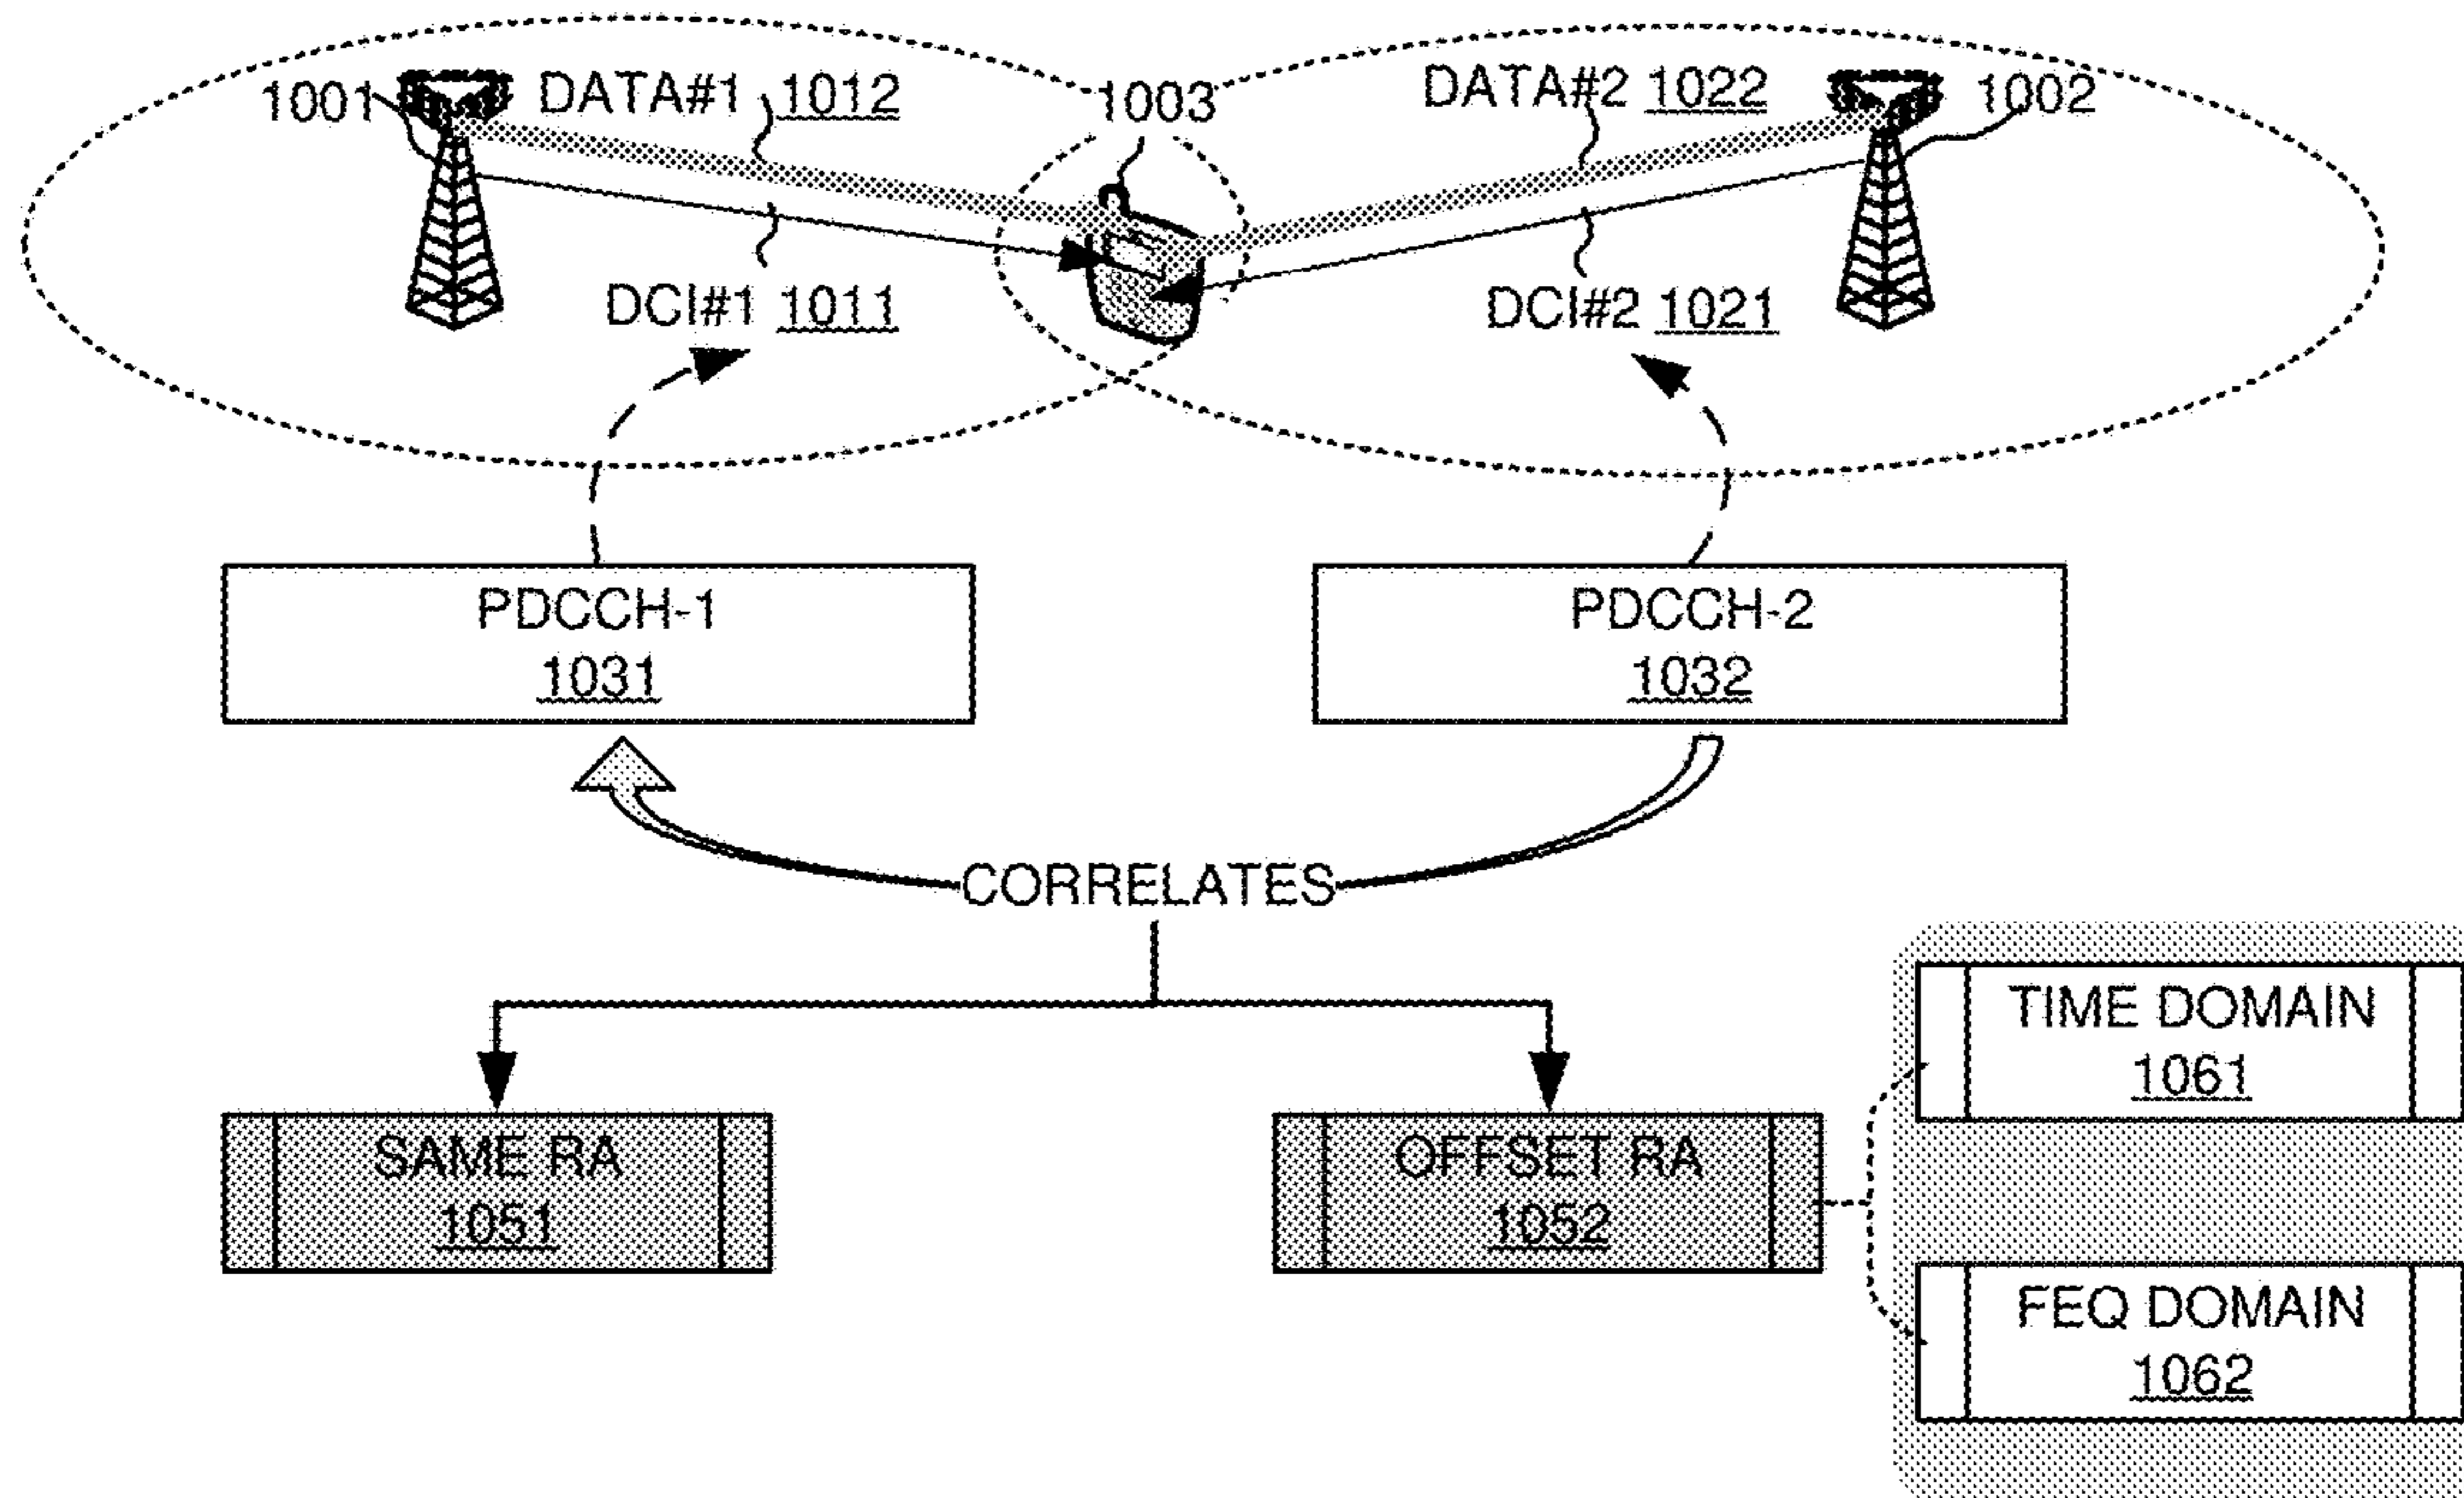 1001 DATA#1 1012 1003 DATA#2 1022 1002
DCI#1 1011 DCI#2 1021
PDCCH-1
1031
PDCCH-2
1032
CORRELATES
TIME DOMAIN
1061
SAME RA
1051
OFFSET RA
1052
FEQ DOMAIN
1062